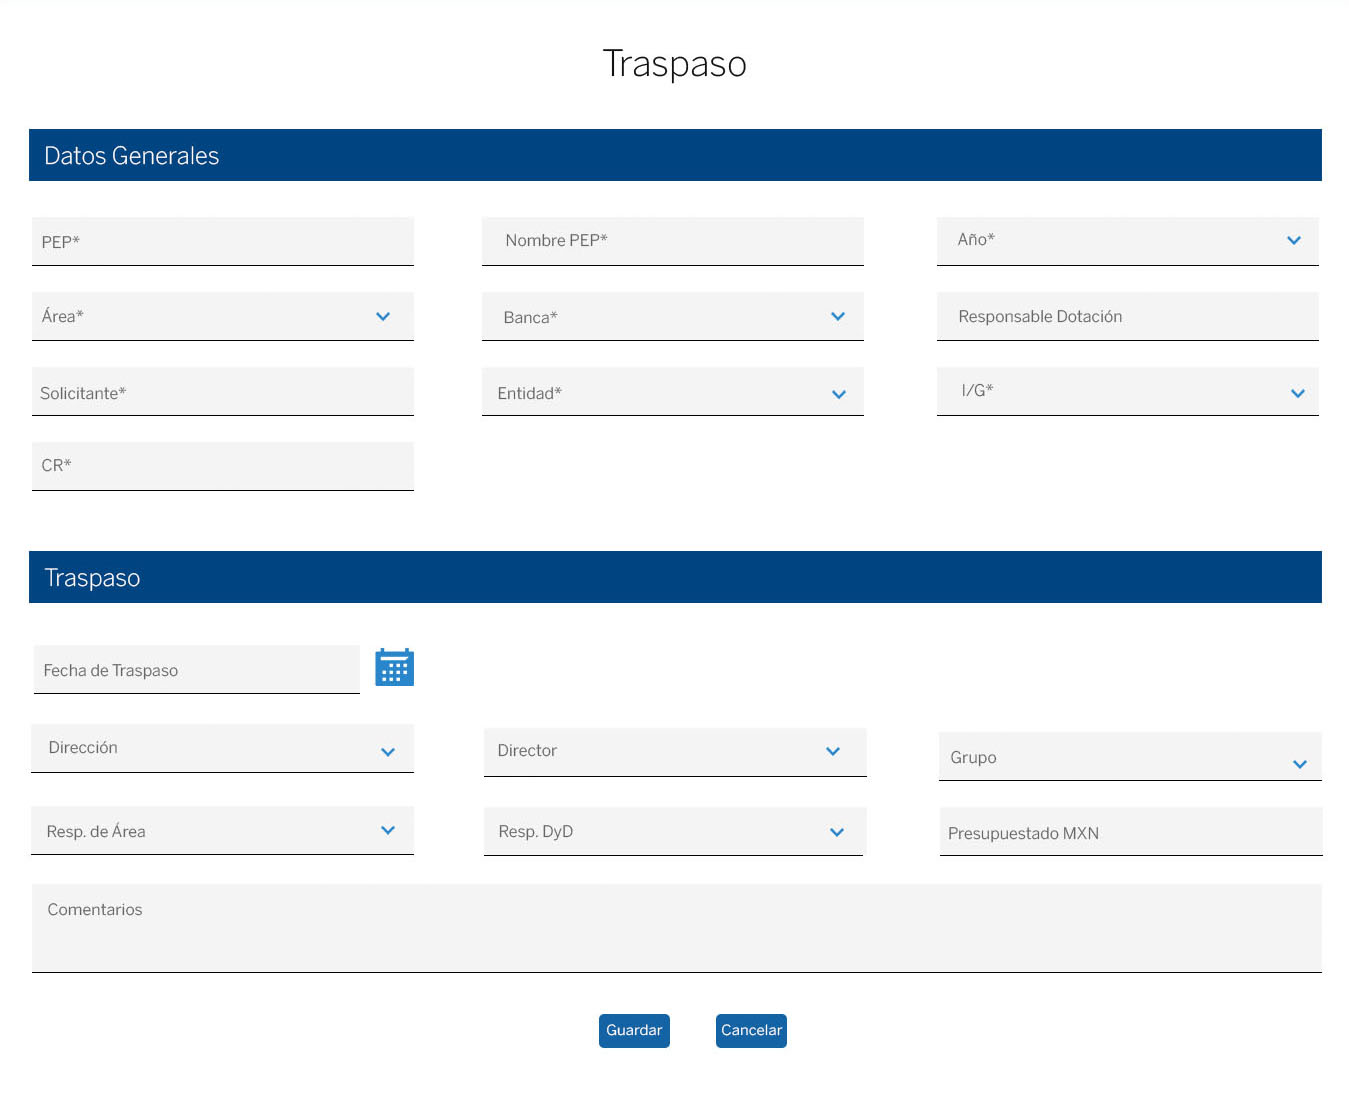 Traspaso
Datos Generales
PEP*
Nombre PEP*
Año*
Área*
Banca*
Responsable Dotación
Solicitante*
Entidad*
I/G*
CR*
Traspaso
Fecha de Traspaso
Dirección
Director
Grupo
Resp. de Área
Resp. DyD
Presupuestado MXN
Comentarios
Guardar
Cancelar